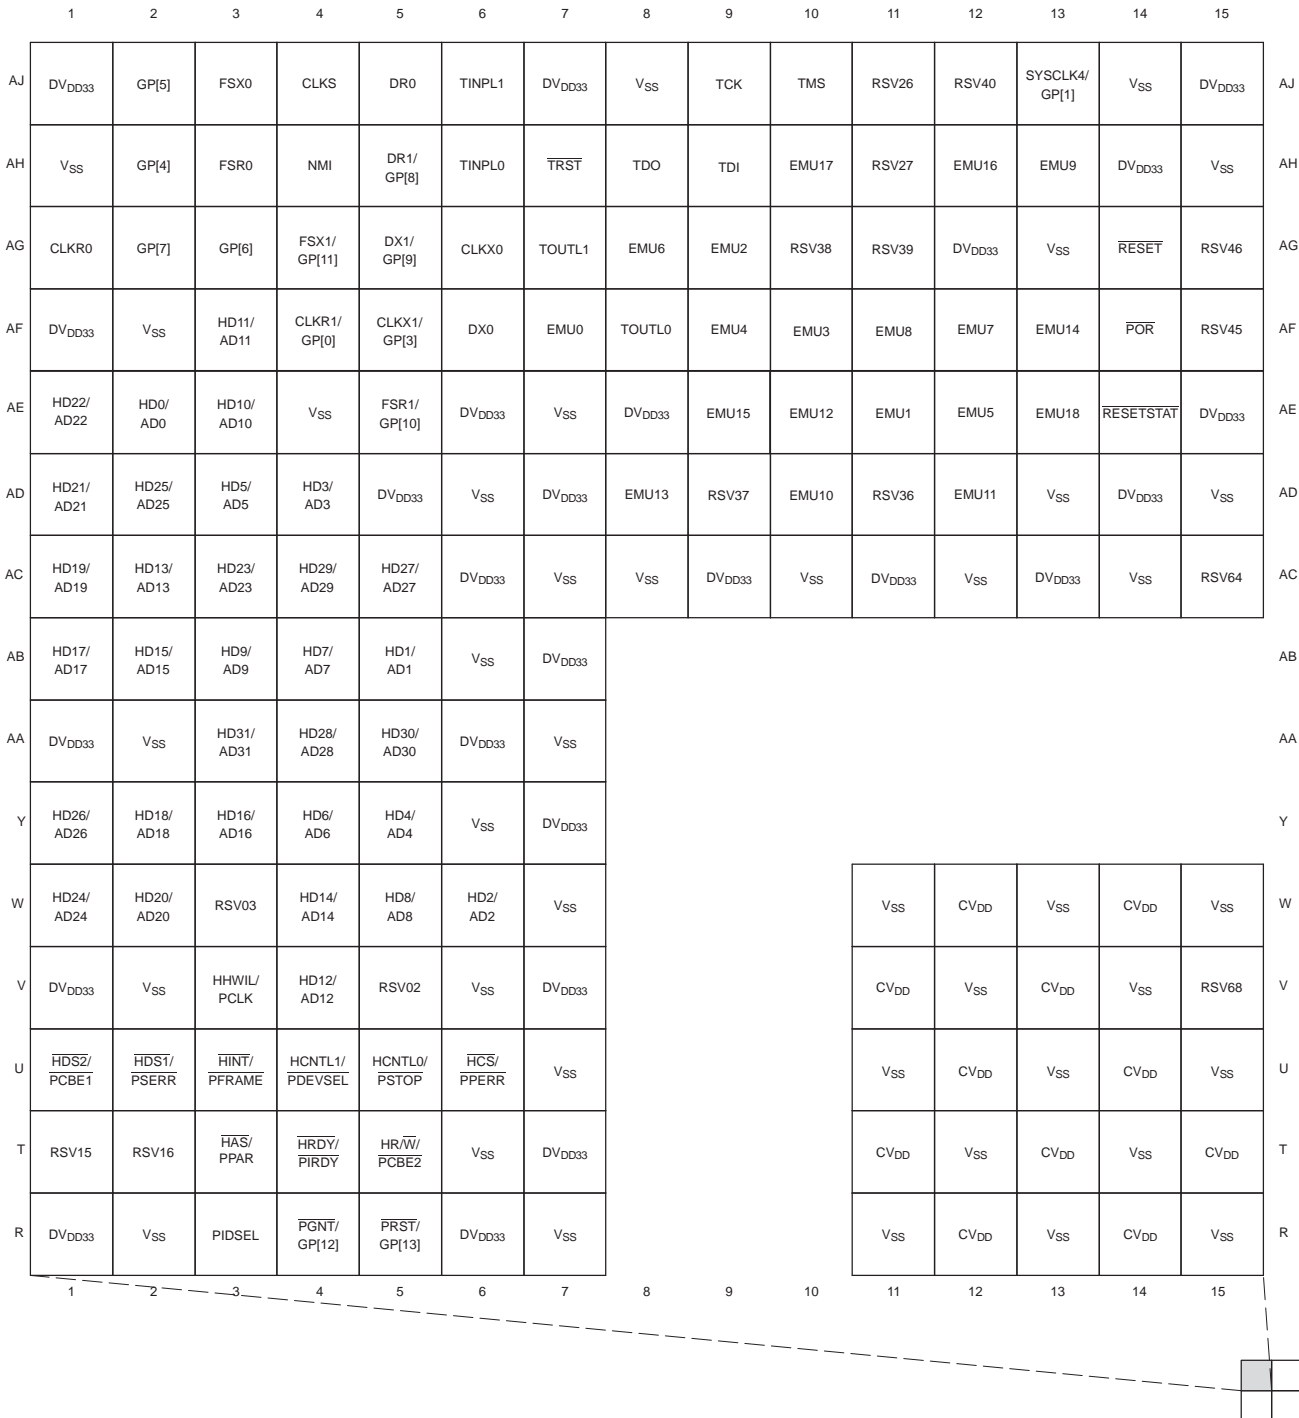 1 2 3 4 5 6 7 8 9 10 11 12 13 14 15
AJ DVDD33 GP[5] FSX0 CLKS DR0 TINPL1 DVDD33 VSS TCK TMS RSV26 RSV40 SYSCLK4/ GP[1] VSS DVDD33 AJ
AH VSS GP[4] FSR0 NMI DR1/ GP[8] TINPL0 TRST TDO TDI EMU17 RSV27 EMU16 EMU9 DVDD33 VSS AH
AG CLKR0 GP[7] GP[6] FSX1/ GP[11] DX1/ GP[9] CLKX0 TOUTL1 EMU6 EMU2 RSV38 RSV39 DVDD33 VSS RESET RSV46 AG
AF DVDD33 VSS HD11/ AD11 CLKR1/ GP[0] CLKX1/ GP[3] DX0 EMU0 TOUTL0 EMU4 EMU3 EMU8 EMU7 EMU14 POR RSV45 AF
AE HD22/ AD22 HD0/ AD0 HD10/ AD10 VSS FSR1/ GP[10] DVDD33 VSS DVDD33 EMU15 EMU12 EMU1 EMU5 EMU18 RESETSTAT DVDD33 AE
AD HD21/ AD21 HD25/ AD25 HD5/ AD5 HD3/ AD3 DVDD33 VSS DVDD33 EMU13 RSV37 EMU10 RSV36 EMU11 VSS DVDD33 VSS AD
AC HD19/ AD19 HD13/ AD13 HD23/ AD23 HD29/ AD29 HD27/ AD27 DVDD33 VSS VSS DVDD33 VSS DVDD33 VSS DVDD33 VSS RSV64 AC
AB HD17/ AD17 HD15/ AD15 HD9/ AD9 HD7/ AD7 HD1/ AD1 VSS DVDD33 AB
AA DVDD33 VSS HD31/ AD31 HD28/ AD28 HD30/ AD30 DVDD33 VSS AA
Y HD26/ AD26 HD18/ AD18 HD16/ AD16 HD6/ AD6 HD4/ AD4 VSS DVDD33 Y
W HD24/ AD24 HD20/ AD20 RSV03 HD14/ AD14 HD8/ AD8 HD2/ AD2 VSS VSS CVDD VSS CVDD VSS W
V DVDD33 VSS HHWIL/ PCLK HD12/ AD12 RSV02 VSS DVDD33 CVDD VSS CVDD VSS RSV68 V
U HDS2/ PCBE1 HDS1/ PSERR HINT/ PFRAME HCNTL1/ PDEVSEL HCNTL0/ PSTOP HCS/ PPERR VSS VSS CVDD VSS CVDD VSS U
T RSV15 RSV16 HAS/ PPAR HRDY/ PIRDY HR/W/ PCBE2 VSS DVDD33 CVDD VSS CVDD VSS CVDD T
R DVDD33 VSS PIDSEL PGNT/ GP[12] PRST/ GP[13] DVDD33 VSS VSS CVDD VSS CVDD VSS R
1 2 3 4 5 6 7 8 9 10 11 12 13 14 15